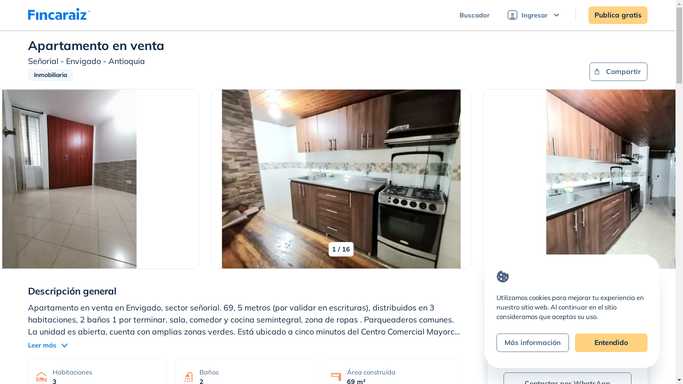 Fincaraiz
Buscador
Ingresar
Publica gratis
Apartamento en venta
Señorial - Envigado - Antioquia
Inmobiliaria
Compartir
1 / 16
Descripción general
Apartamento en venta en Envigado, sector señorial. 69, 5 metros (por validar en escrituras), distribuidos en 3
habitaciones, 2 baños 1 por terminar, sala, comedor y cocina semintegral, zona de ropas . Parqueaderos comunes.
La unidad es abierta, cuenta con amplias zonas verdes. Está ubicado a cinco minutos del Centro Comercial Mayorc...
Leer más
Habitaciones
3
Baños
2
Área construida
69 m²
Utilizamos cookies para mejorar tu experiencia en
nuestro sitio web. Al continuar en el sitio
consideramos que aceptas su uso.
Más información
Entendido
Contactar por WhatsApp